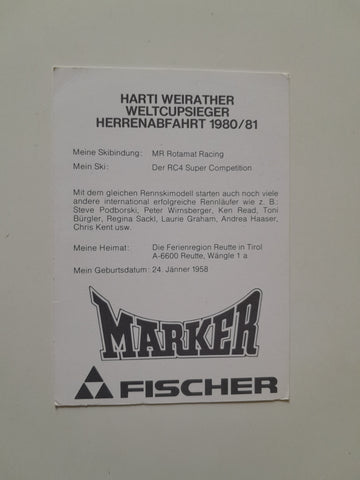 HARTI WEIRATHER
WELTCUPSIEGER
HERRENABFAHRT 1980/81
Meine Skibindung: MR Rotamat Racing
Mein Ski: Der RC4 Super Competition
Mit dem gleichen Rennskimodell starten auch noch viele
andere international erfolgreiche Rennläufer wie z. B.:
Steve Podborski, Peter Wirnsberger, Ken Read, Toni
Bürgler, Regina Sackl, Laurie Graham, Andrea Haaser,
Chris Kent usw.
Meine Heimat: Die Ferienregion Reutte in Tirol
A-6600 Reutte, Wängle 1 a
Mein Geburtsdatum: 24. Jänner 1958
MARKER
FISCHER